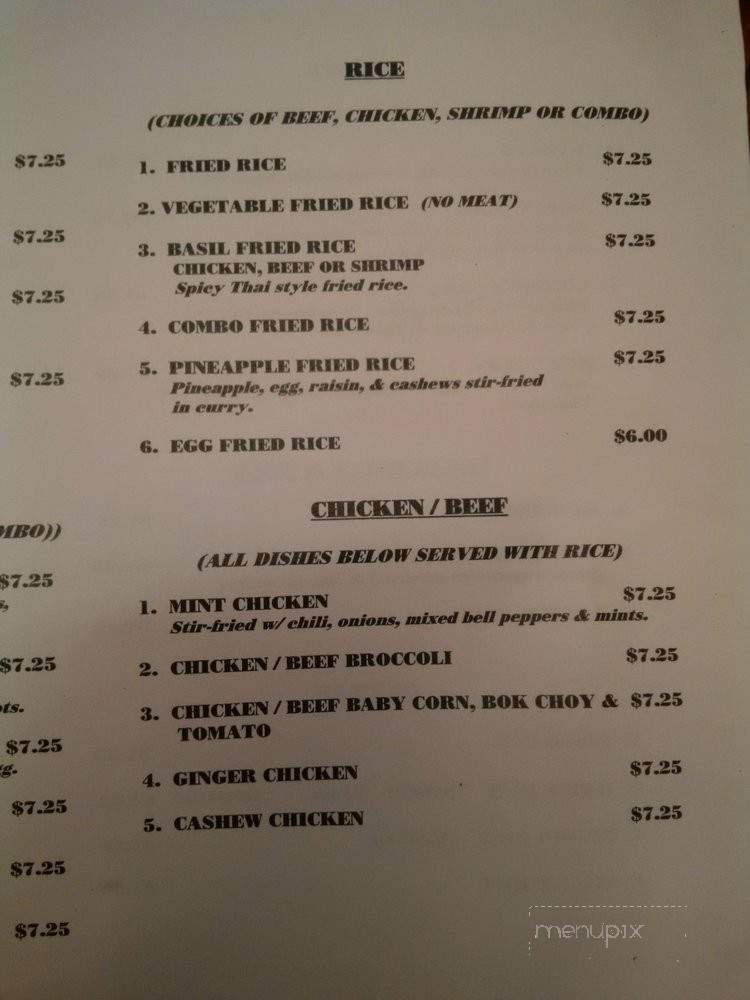 $7.25
$7.25
$7.25
$7.25
$7.25
$7.25
$7.25
$7.25
$7.25
$7.25
RICE
(CHOICES OF BEEF, CHICKEN, SHRIMP OR COMBO)
1. FRIED RICE $7.25
2. VEGETABLE FRIED RICE (NO MEAT) $7.25
3. BASIL FRIED RICE $7.25
CHICKEN, BEEF OR SHRIMP
Spicy Thai style fried rice.
4. COMBO FRIED RICE $7.25
5. PINEAPPLE FRIED RICE $7.25
Pineapple, egg, raisin, & cashews stir-fried
in curry.
6. EGG FRIED RICE $6.00
CHICKEN / BEEF
(ALL DISHES BELOW SERVED WITH RICE)
1. MINT CHICKEN $7.25
Stir-fried w/ chili, onions, mixed bell peppers & mints.
2. CHICKEN / BEEF BROCCOLI $7.25
3. CHICKEN / BEEF BABY CORN, BOK CHOY & $7.25
TOMATO
4. GINGER CHICKEN $7.25
5. CASHEW CHICKEN $7.25
menupix